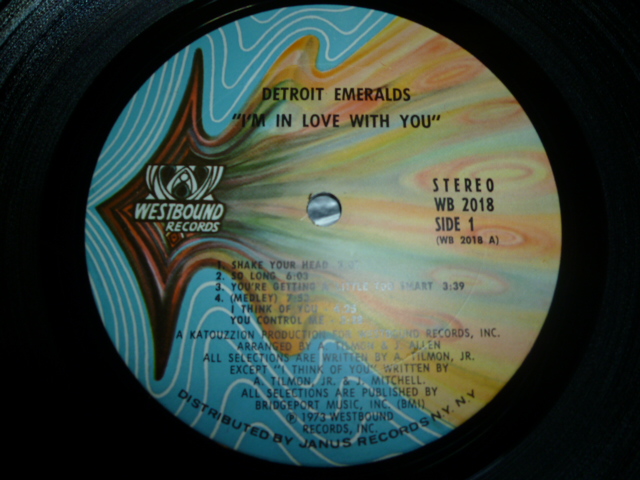 DETROIT EMERALDS
"I'M IN LOVE WITH YOU"
STEREO
WB 2018
SIDE 1
(WB 2018 A)
WESTBOUND
RECORDS
1. SHAKE YOUR HEAD
2. SO LONG 6:03
3. YOU'RE GETTING A LITTLE TOO SMART 3:39
4. (MEDLEY) 7:53
I THINK OF YOU
YOU CONTROL ME
A KATOUZZION PRODUCTION FOR WESTBOUND RECORDS, INC.
ARRANGED BY A. TILMON & J. ALLEN
ALL SELECTIONS ARE WRITTEN BY A. TILMON, JR.
EXCEPT "I THINK OF YOU" WRITTEN BY
A. TILMON, JR. & J. MITCHELL.
ALL SELECTIONS ARE PUBLISHED BY
BRIDGEPORT MUSIC, INC. (BMI)
℗ 1973 WESTBOUND
RECORDS, INC.
DISTRIBUTED BY JANUS RECORDS NY, N.Y.